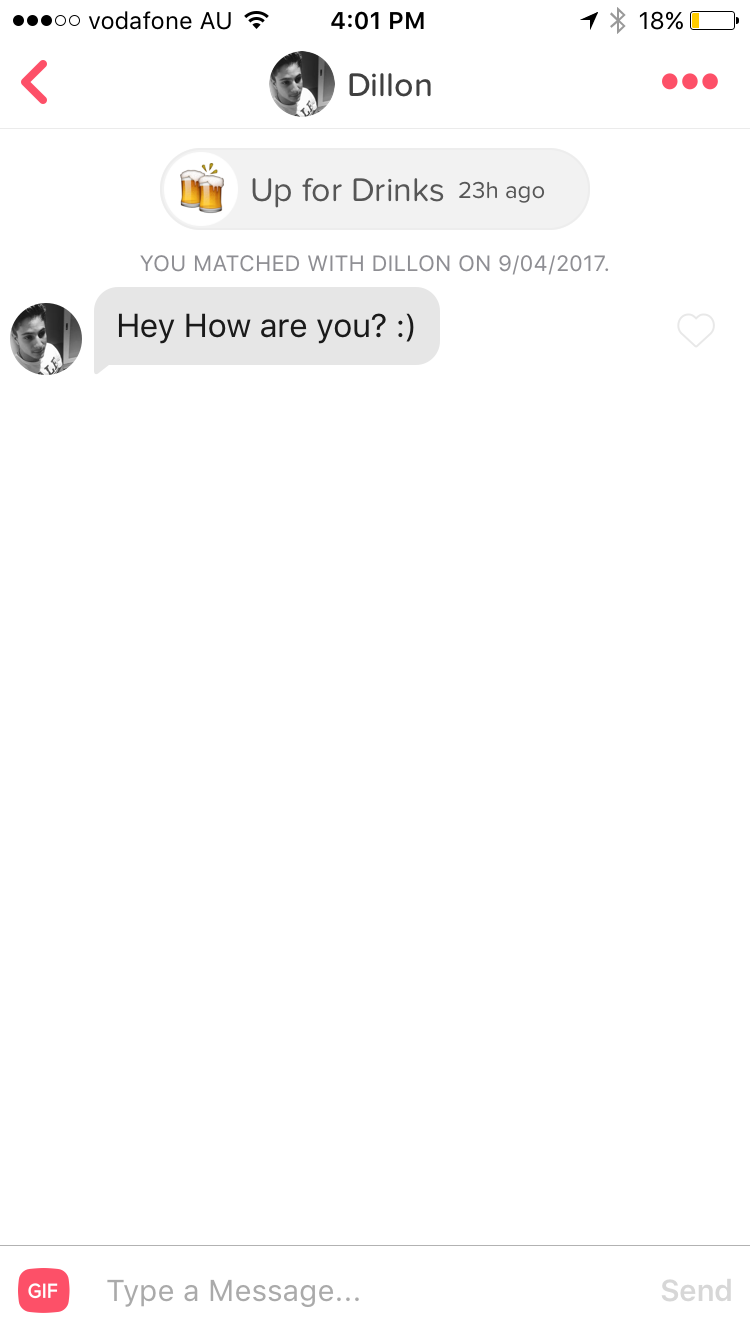 vodafone AU 4:01 PM 18%
Dillon
Up for Drinks 23h ago
YOU MATCHED WITH DILLON ON 9/04/2017.
Hey How are you? :)
GIF Type a Message... Send